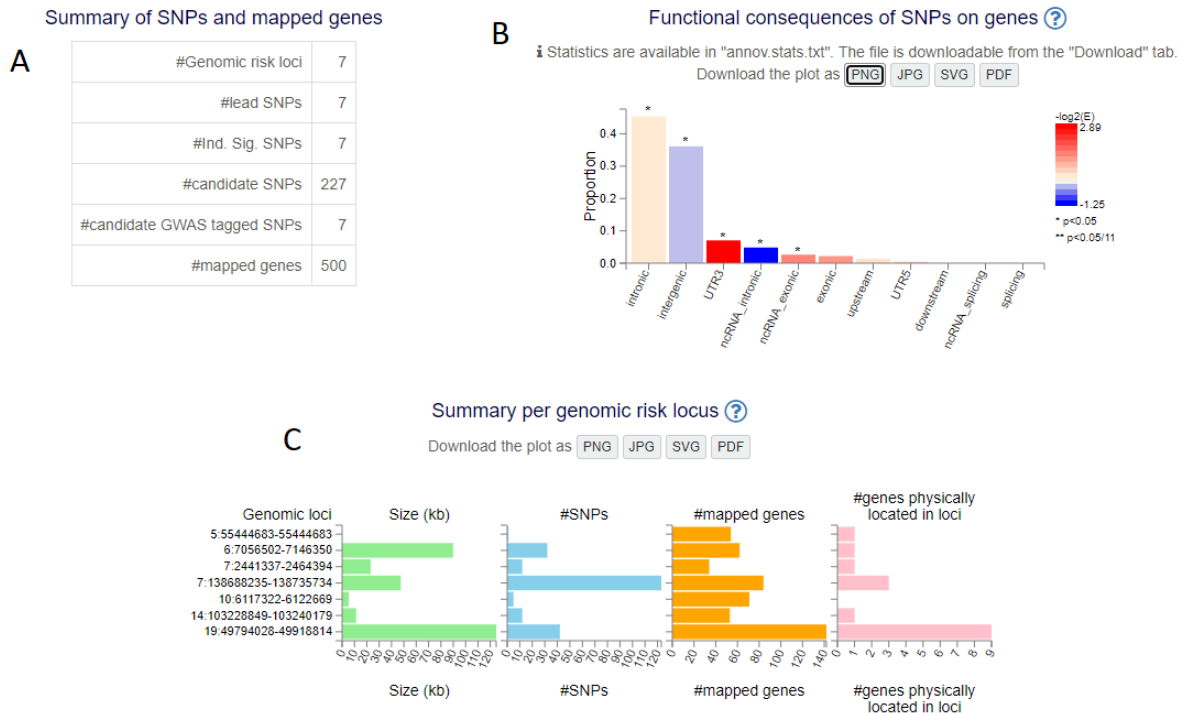 Summary of SNPs and mapped genes
A
#Genomic risk loci 7
#lead SNPs 7
#Ind. Sig. SNPs 7
#candidate SNPs 227
#candidate GWAS tagged SNPs 7
#mapped genes 500
B
Functional consequences of SNPs on genes ?
i Statistics are available in "annov.stats.txt". The file is downloadable from the "Download" tab.
Download the plot as PNG JPG SVG PDF
Proportion
0.4
0.3
0.2
0.1
0.0
* * * * *
intronic
intergenic
UTR3
ncRNA_intronic
ncRNA_exonic
exonic
upstream
UTR5
downstream
ncRNA_splicing
splicing
-log2(E)
2.89
-1.25
* p<0.05
** p<0.05/11
Summary per genomic risk locus ?
C
Download the plot as PNG JPG SVG PDF
Genomic loci
5:55444683-55444683
6:7056502-7146350
7:2441337-2464394
7:138688235-138735734
10:6117322-6122669
14:103228849-103240179
19:49794028-49918814
Size (kb)
0 10 20 30 40 50 60 70 80 90 100 110 120
Size (kb)
#SNPs
0 10 20 30 40 50 60 70 80 90 100 110 120
#SNPs
#mapped genes
0 20 40 60 80 100 120 140
#mapped genes
#genes physically
located in loci
0 1 2 3 4 5 6 7 8 9
#genes physically
located in loci